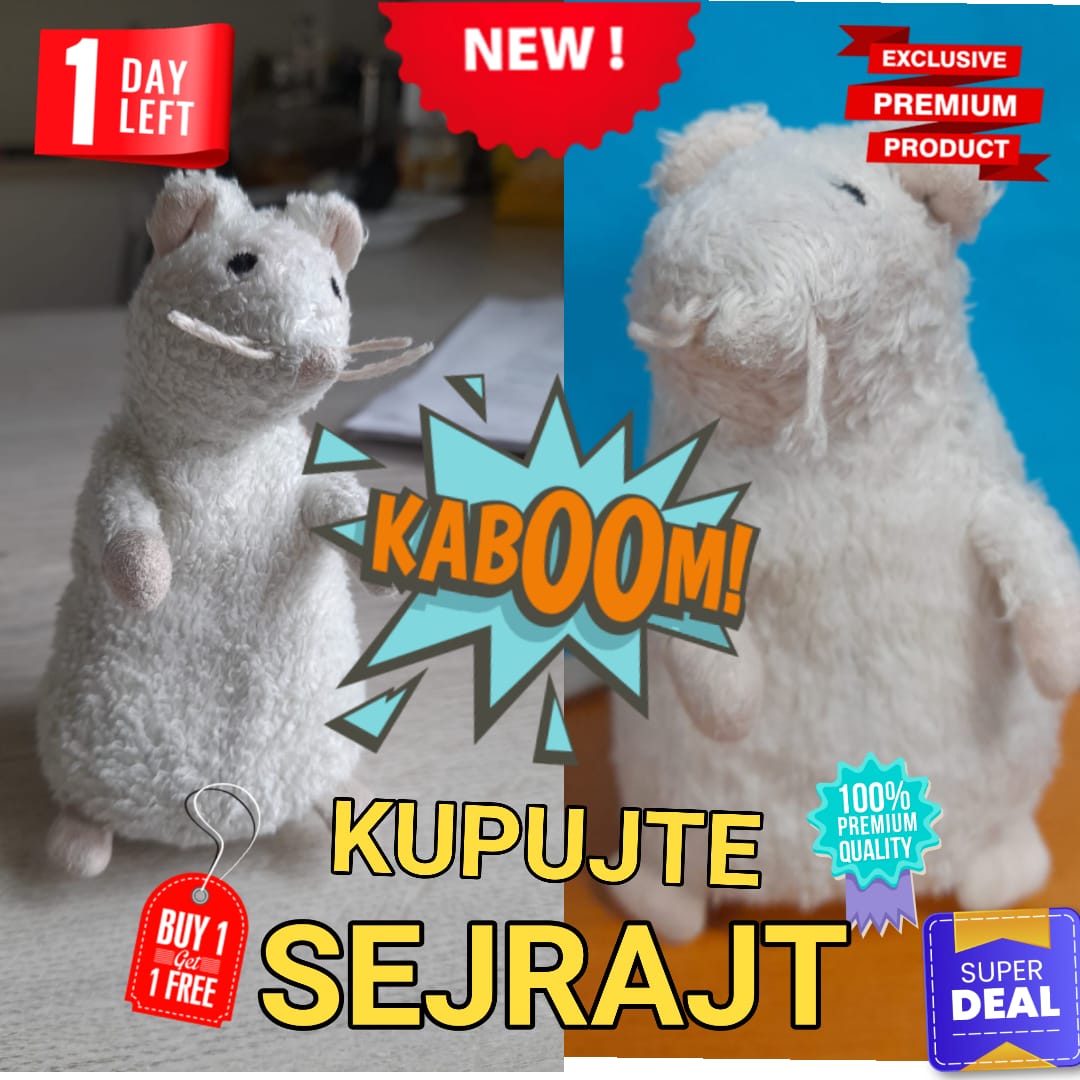 1 DAY
LEFT
NEW !
EXCLUSIVE
PREMIUM
PRODUCT
KABOOM!
KUPUJTE
SEJRAJT
100%
PREMIUM
QUALITY
BUY 1
Get
1 FREE
SUPER
DEAL